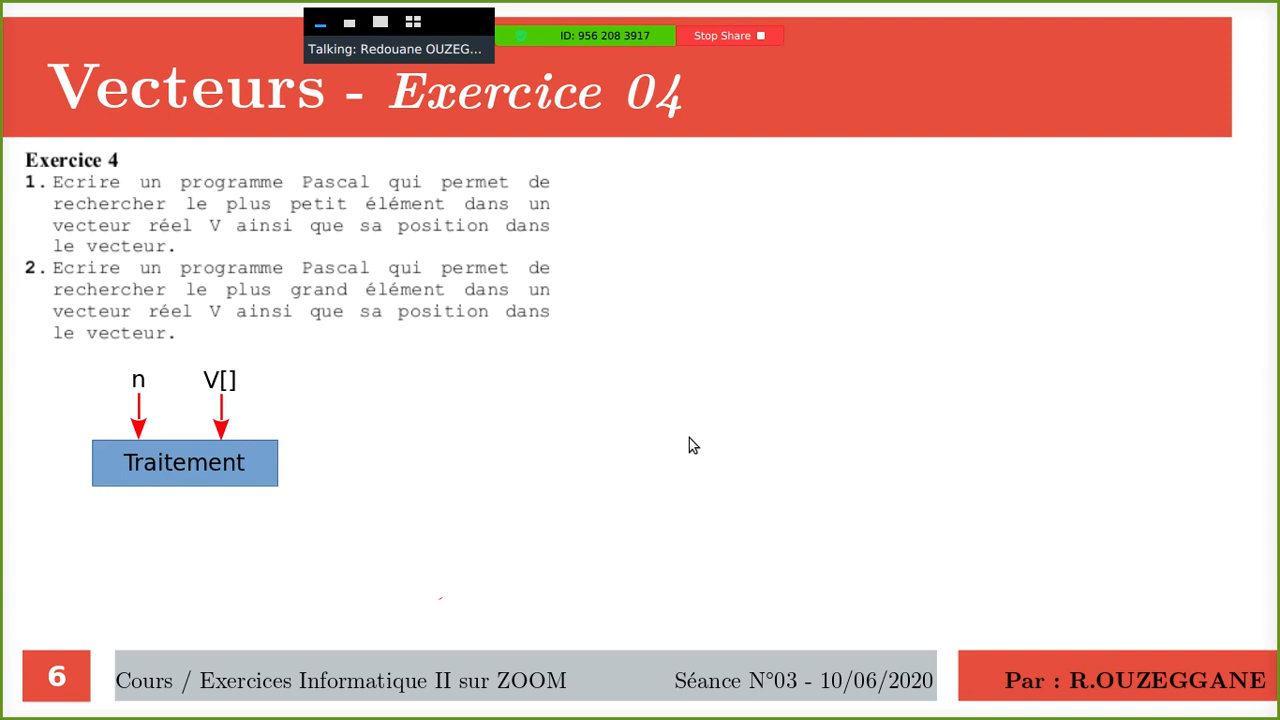 Talking: Redouane OUZEG...
ID: 956 208 3917
Stop Share
Vecteurs - Exercice 04
Exercice 4
1. Ecrire un programme Pascal qui permet de
rechercher le plus petit élément dans un
vecteur réel V ainsi que sa position dans
le vecteur.
2. Ecrire un programme Pascal qui permet de
rechercher le plus grand élément dans un
vecteur réel V ainsi que sa position dans
le vecteur.
n V[]
Traitement
6 Cours / Exercices Informatique II sur ZOOM Séance N°03 - 10/06/2020 Par : R.OUZEGGANE